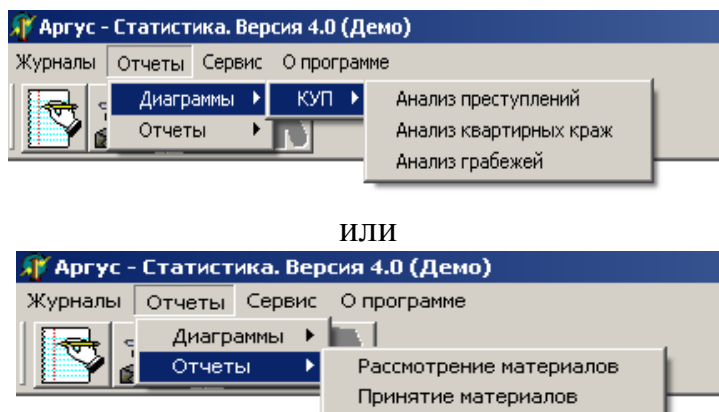 Аргус - Статистика. Версия 4.0 (Демо)
Журналы Отчеты Сервис О программе
Диаграммы КУП Анализ преступлений
Отчеты Анализ квартирных краж
Анализ грабежей
или
Аргус - Статистика. Версия 4.0 (Демо)
Журналы Отчеты Сервис О программе
Диаграммы
Отчеты Рассмотрение материалов
Принятие материалов